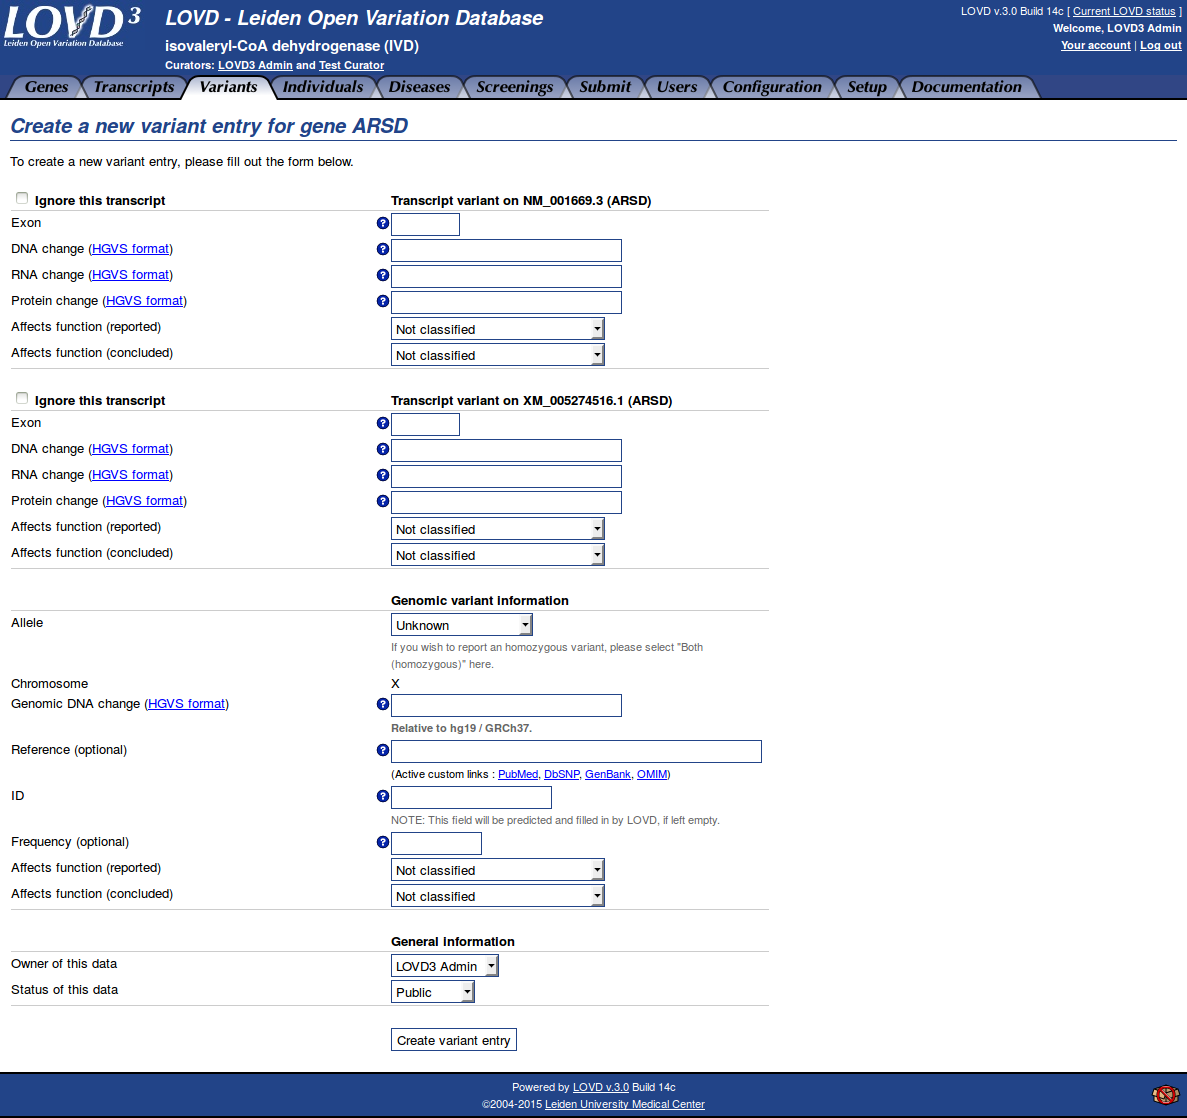 LOVD 3
Leiden Open Variation Database
LOVD - Leiden Open Variation Database
isovaleryl-CoA dehydrogenase (IVD)
Curators: LOVD3 Admin and Test Curator
LOVD v.3.0 Build 14c [ Current LOVD status ]
Welcome, LOVD3 Admin
Your account | Log out
Genes Transcripts Variants Individuals Diseases Screenings Submit Users Configuration Setup Documentation
Create a new variant entry for gene ARSD
To create a new variant entry, please fill out the form below.
Ignore this transcript Transcript variant on NM_001669.3 (ARSD)
Exon ?
DNA change (HGVS format) ?
RNA change (HGVS format) ?
Protein change (HGVS format) ?
Affects function (reported) Not classified
Affects function (concluded) Not classified
Ignore this transcript Transcript variant on XM_005274516.1 (ARSD)
Exon ?
DNA change (HGVS format) ?
RNA change (HGVS format) ?
Protein change (HGVS format) ?
Affects function (reported) Not classified
Affects function (concluded) Not classified
Genomic variant information
Allele Unknown
If you wish to report an homozygous variant, please select "Both
(homozygous)" here.
Chromosome X
Genomic DNA change (HGVS format) ?
Relative to hg19 / GRCh37.
Reference (optional) ?
(Active custom links : PubMed, DbSNP, GenBank, OMIM)
ID ?
NOTE: This field will be predicted and filled in by LOVD, if left empty.
Frequency (optional) ?
Affects function (reported) Not classified
Affects function (concluded) Not classified
General information
Owner of this data LOVD3 Admin
Status of this data Public
Create variant entry
Powered by LOVD v.3.0 Build 14c
©2004-2015 Leiden University Medical Center